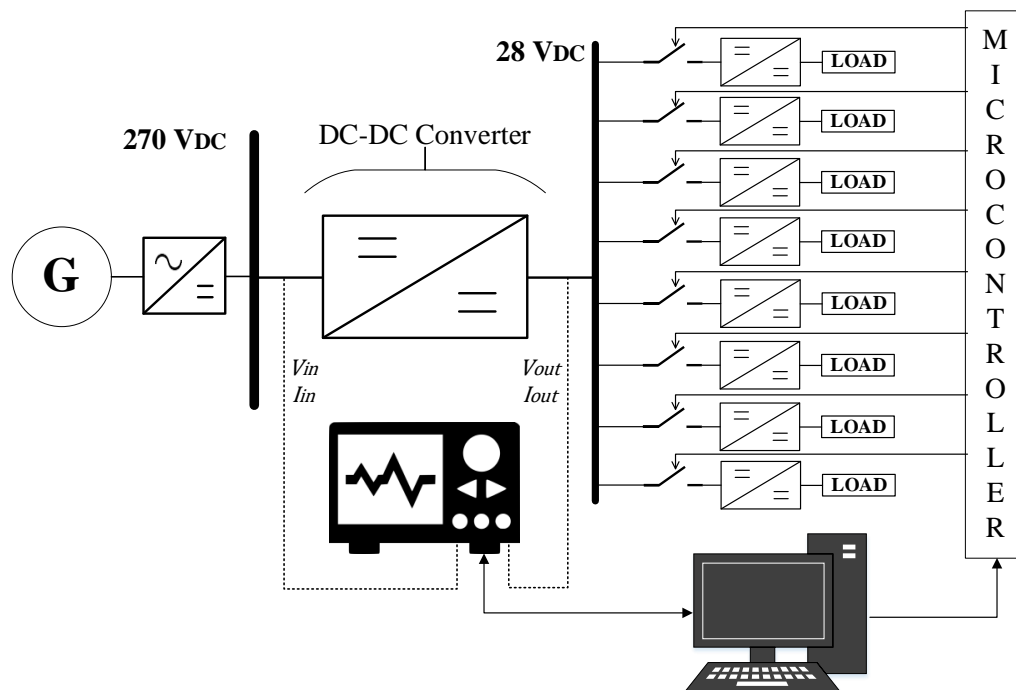 28 VDC
270 VDC
DC-DC Converter
G
Vin
Iin
Vout
Iout
LOAD
LOAD
LOAD
LOAD
LOAD
LOAD
LOAD
LOAD
MICROCONTROLLER